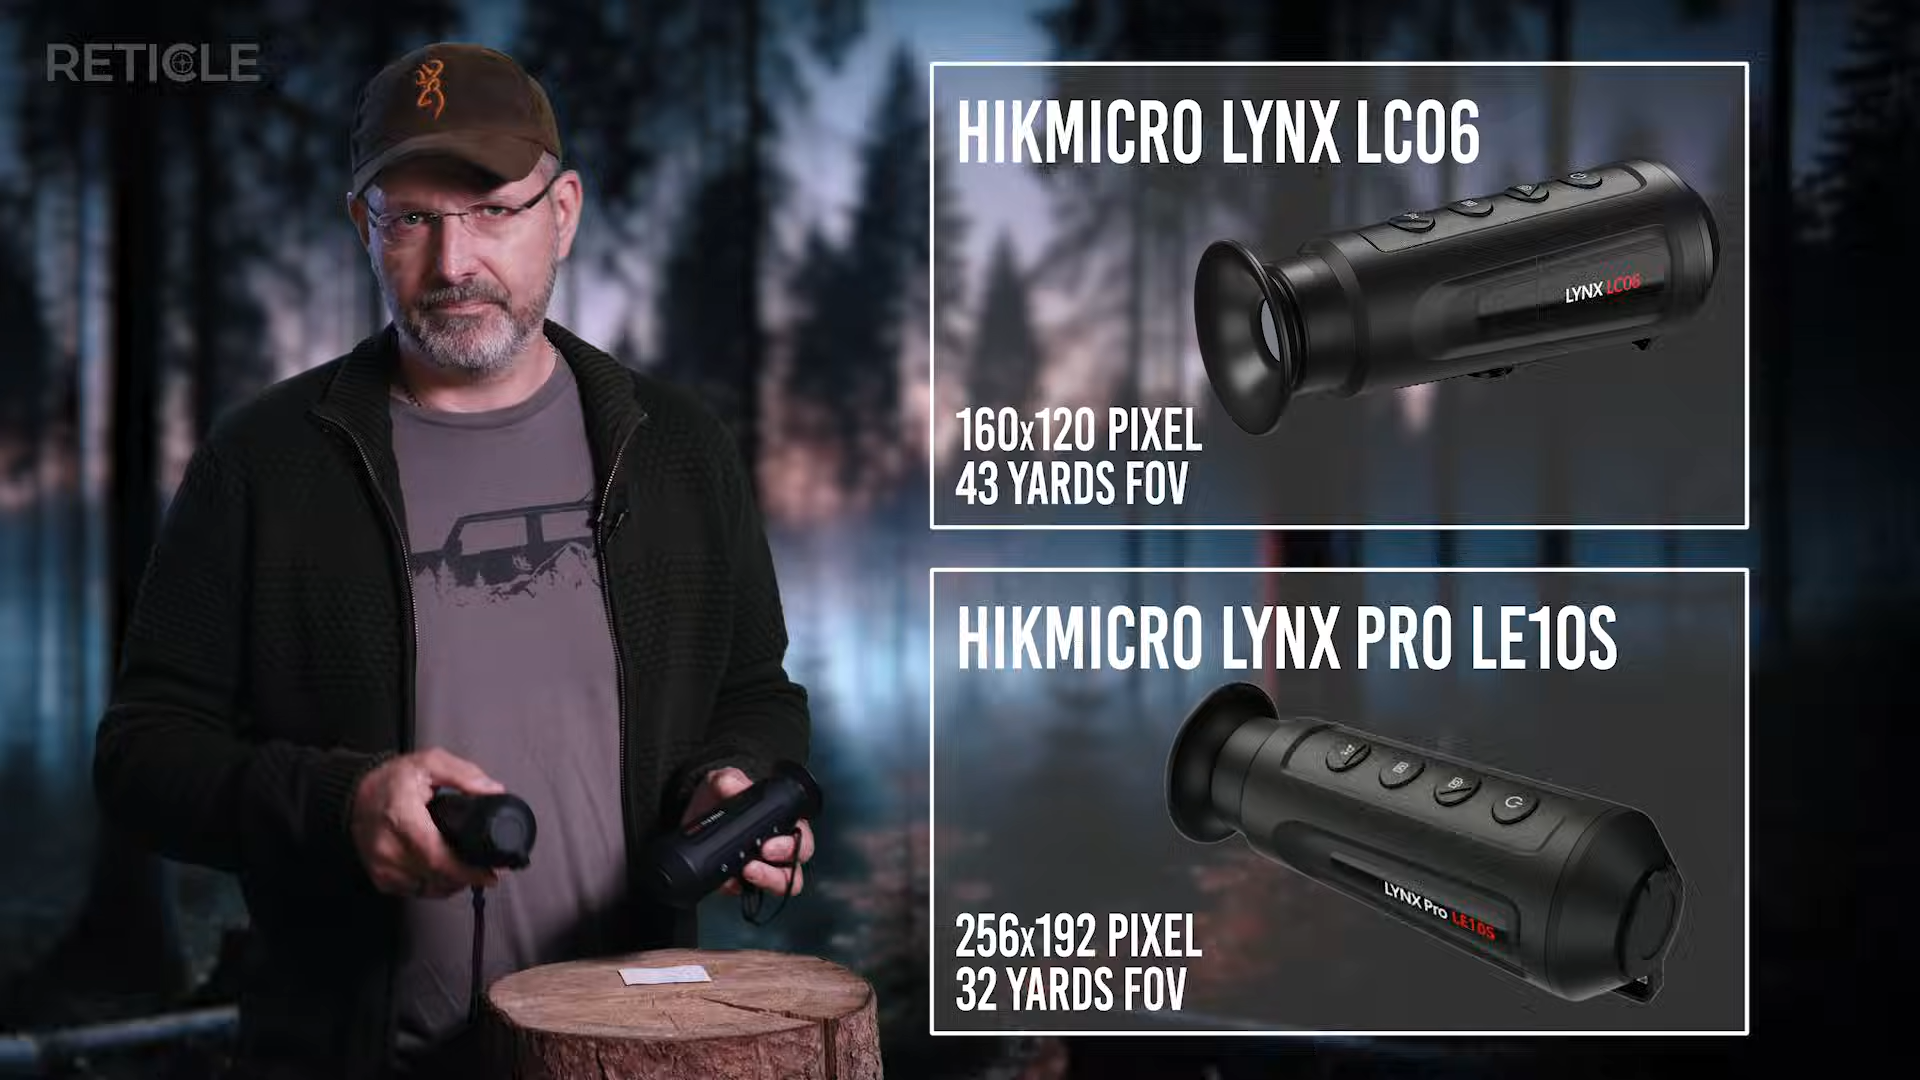 RETICLE
HIKMICRO LYNX LC06
LYNX LC06
160x120 PIXEL
43 YARDS FOV
HIKMICRO LYNX PRO LE10S
LYNX Pro LE10S
256x192 PIXEL
32 YARDS FOV